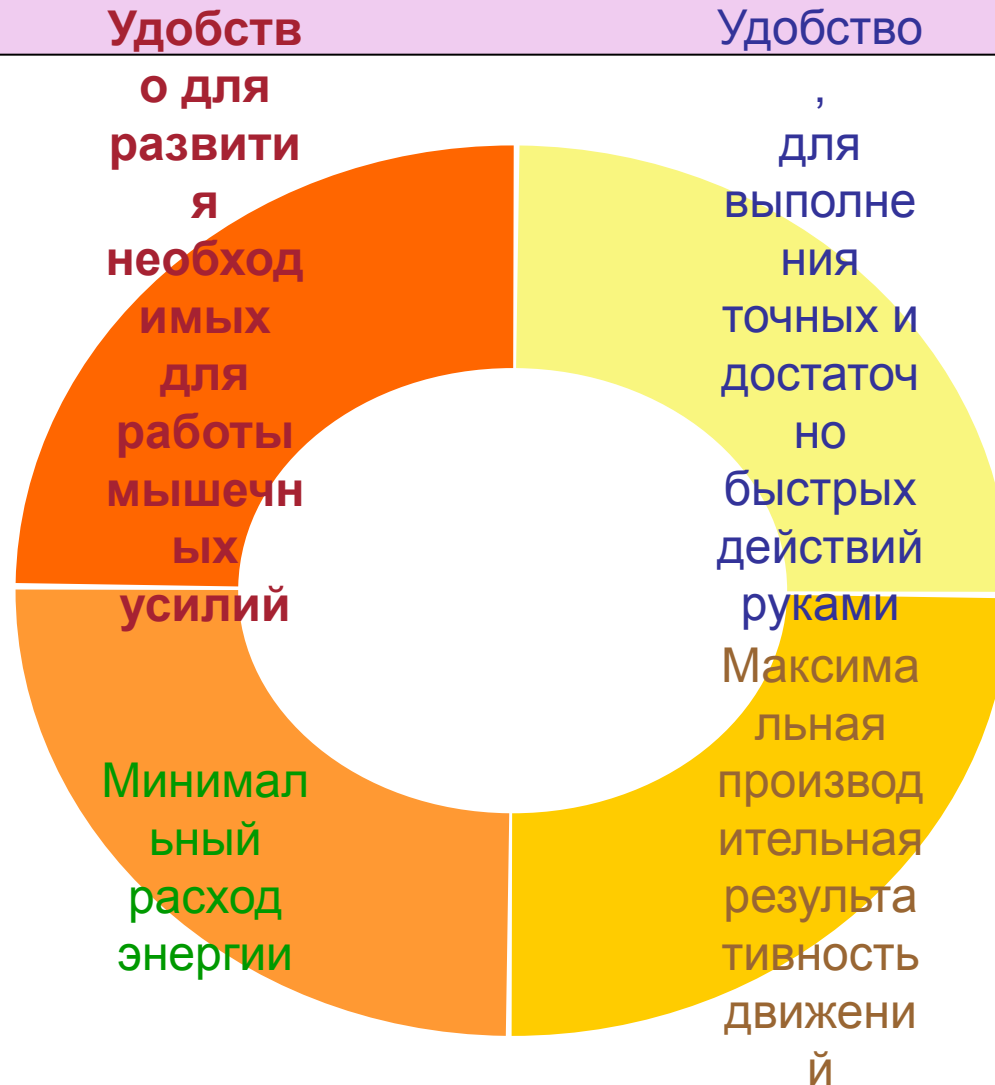 Удобств
о для
развити
я
необход
имых
для
работы
мышечн
ых
усилий
Удобство
,
для
выполне
ния
точных и
достаточ
но
быстрых
действий
руками
Минимал
ьный
расход
энергии
Максима
льная
производ
ительная
результа
тивность
движени
й